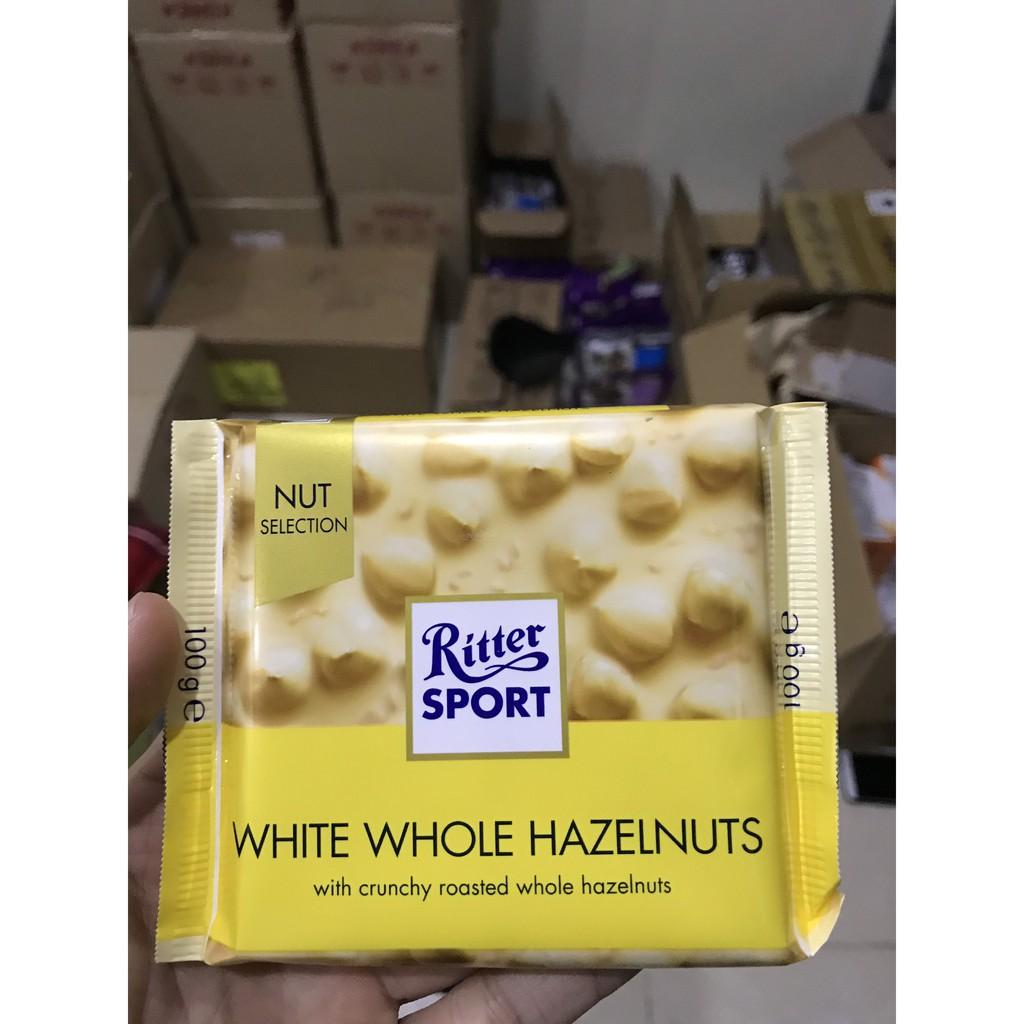 NUT
SELECTION
Ritter
SPORT
100 g e
100 g e
WHITE WHOLE HAZELNUTS
with crunchy roasted whole hazelnuts